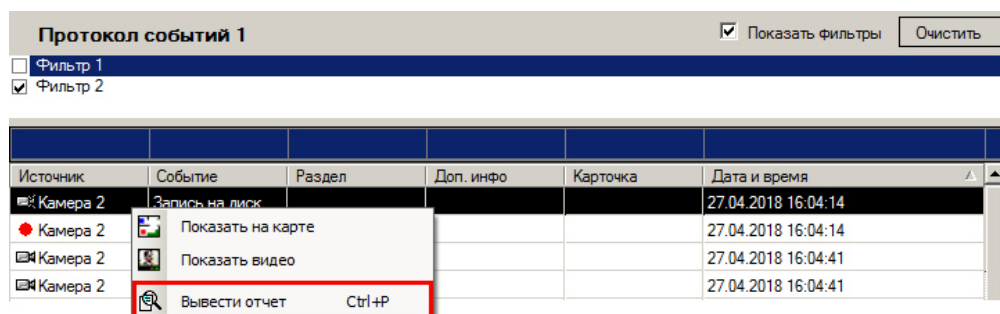 Протокол событий 1 Показать фильтры Очистить
Фильтр 1
Фильтр 2
Источник Событие Раздел Доп. инфо Карточка Дата и время
Камера 2 Запись на диск 27.04.2018 16:04:14
Камера 2 Показать на карте 27.04.2018 16:04:14
Камера 2 Показать видео 27.04.2018 16:04:41
Камера 2 Вывести отчет Ctrl+P 27.04.2018 16:04:41